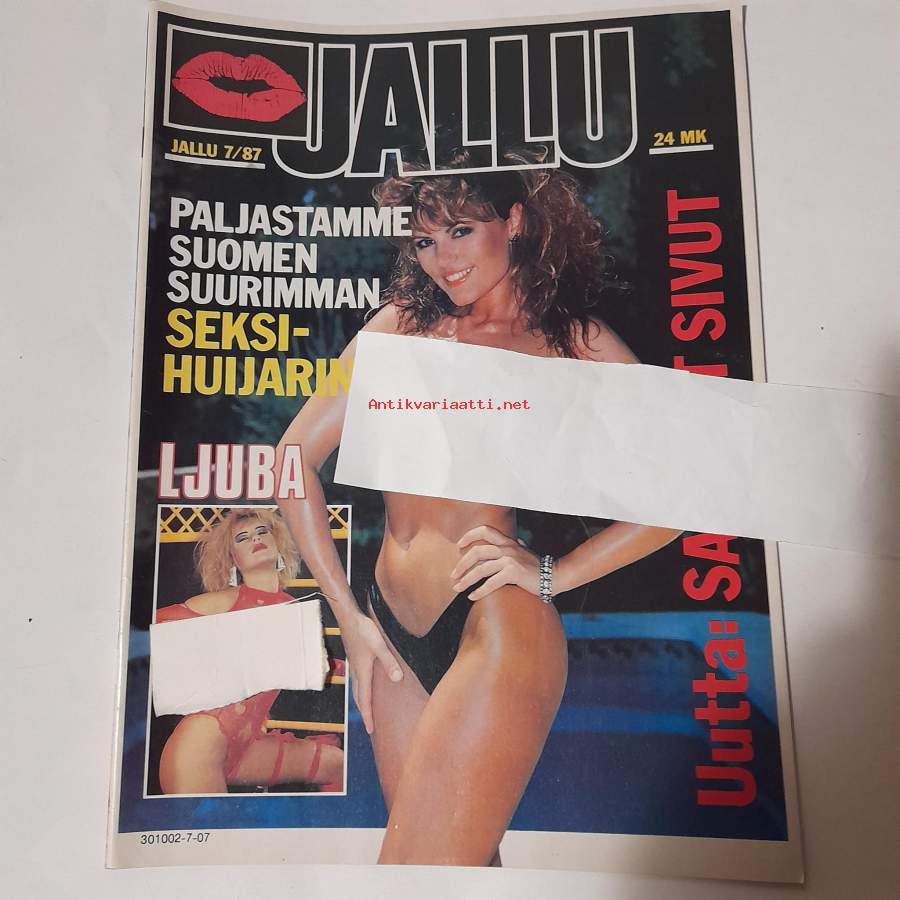 JALLU
JALLU 7/87
24 MK
PALJASTAMME
SUOMEN
SUURIMMAN
SEKSI-
HUIJARIN
Antikvariaatti.net
LJUBA
Uutta: SIVUT
301002-7-07